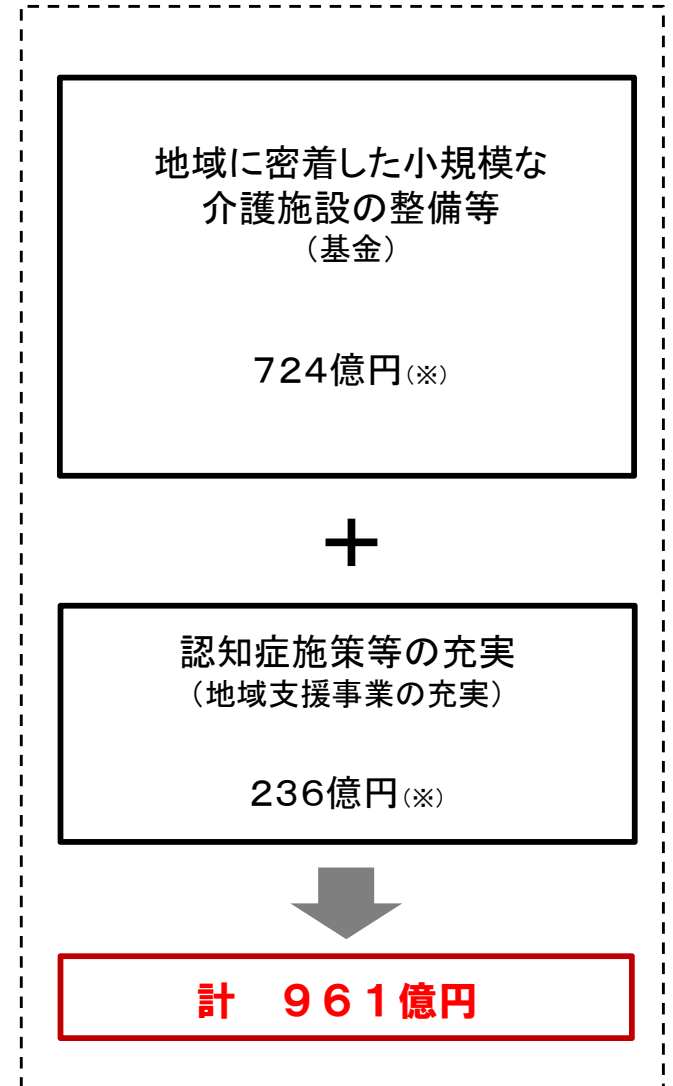 地域に密着した小規模な
介護施設の整備等
（基金）
７２４億円（※）
＋
認知症施策等の充実
（地域支援事業の充実）
２３６億円（※）
計　９６１億円